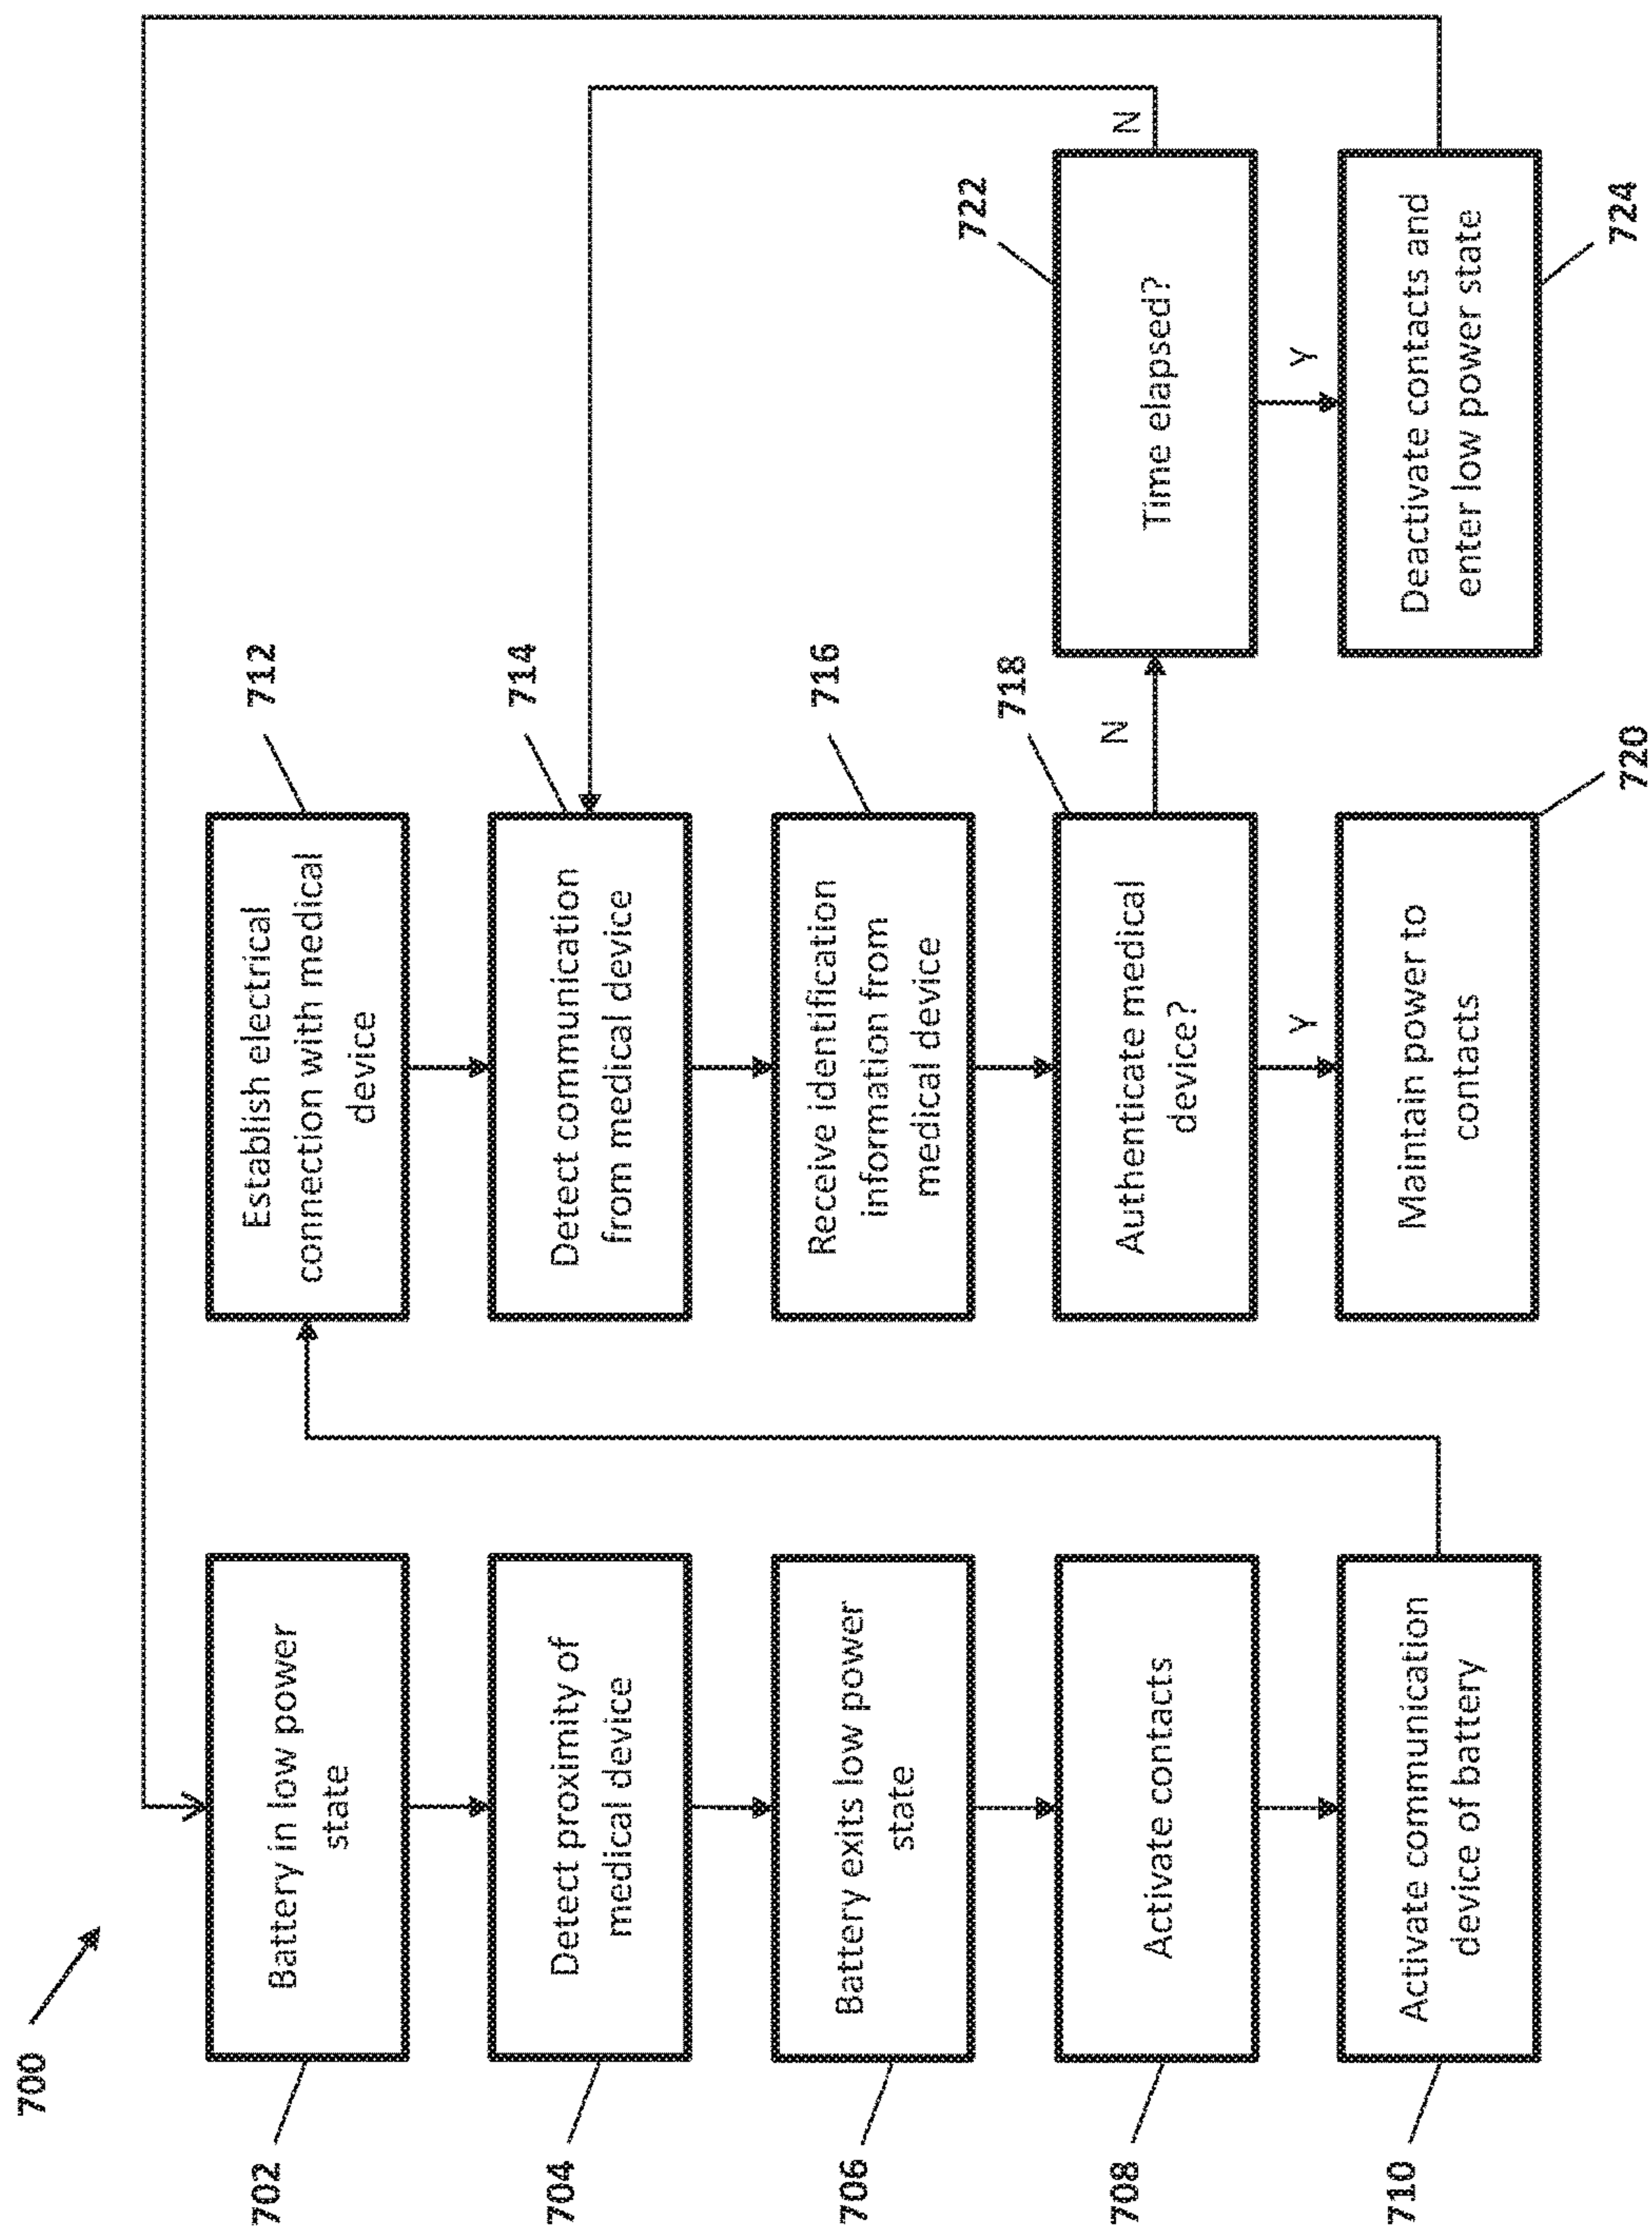 700
702
Battery in low power
state
704
Detect proximity of
medical device
706
Battery exits low power
state
708
Activate contacts
710
Activate communication
device of battery
712
Establish electrical
connection with medical
device
714
Detect communication
from medical device
716
Receive identification
information from
medical device
718
Authenticate medical
device?
N
Y
720
Maintain power to
contacts
722
Time elapsed?
N
Y
724
Deactivate contacts and
enter low power state